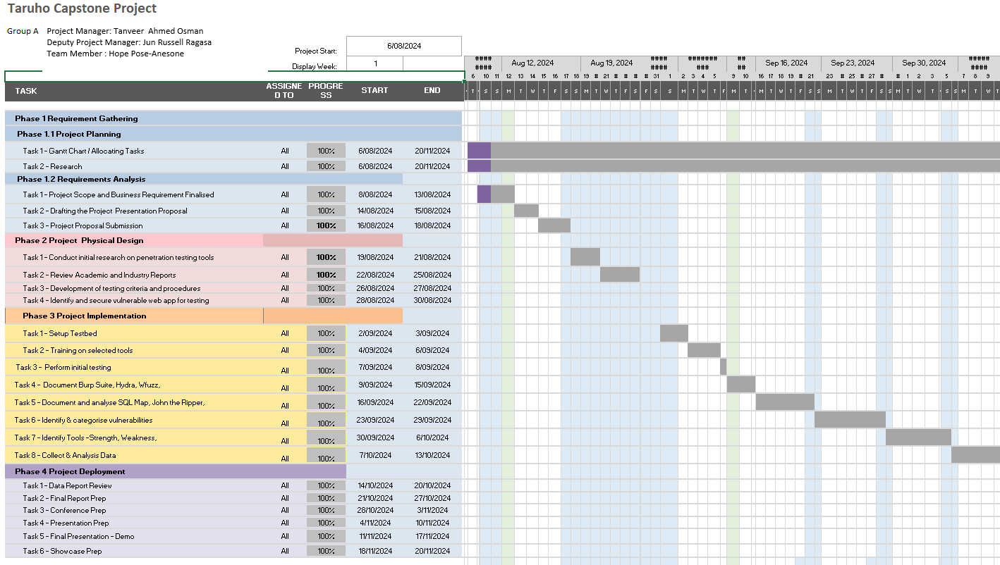 Taruho Capstone Project
Group A Project Manager: Tanveer Ahmed Osman
Deputy Project Manager: Jun Russell Ragasa
Team Member : Hope Pose-Anesone
Project Start: 6/08/2024
Display Week: 1
#### #### Aug 12, 2024 Aug 19, 2024 #### #### ####### ### ## ## Sep 16, 2024 Sep 23, 2024 Sep 30, 2024 ##### ####
6 9 10 11 12 13 14 15 16 17 18 19 # 21 # # # # 31 1 2 3 4 5 9 10 16 17 18 19 # 21 23 # 25 # 27 # # # 1 2 3 5 7 8 9
TASK ASSIGNE D TO PROGRE SS START END
Phase 1 Requirement Gathering
Phase 1.1 Project Planning
Task 1- Gantt Chart / Allocating Tasks All 100% 6/08/2024 20/11/2024
Task 2 - Research All 100% 6/08/2024 20/11/2024
Phase 1.2 Requirements Analysis
Task 1- Project Scope and Business Requirement Finalised All 100% 8/08/2024 13/08/2024
Task 2 - Drafting the Project Presentation Proposal All 100% 14/08/2024 15/08/2024
Task 3 - Project Proposal Submission All 100% 16/08/2024 18/08/2024
Phase 2 Project Physical Design
Task 1- Conduct initial research on penetration testing tools All 100% 19/08/2024 21/08/2024
Task 2 - Review Academic and Industry Reports All 100% 22/08/2024 25/08/2024
Task 3 - Development of testing criteria and procedures All 100% 26/08/2024 27/08/2024
Task 4 - Identify and secure vulnerable web app for testing All 100% 28/08/2024 30/08/2024
Phase 3 Project Implementation
Task 1- Setup Testbed All 100% 2/09/2024 3/09/2024
Task 2 - Training on selected tools All 100% 4/09/2024 6/09/2024
Task 3 - Perform initial testing All 100% 7/09/2024 8/09/2024
Task 4 - Document Burp Suite, Hydra, Wfuzz, All 100% 9/09/2024 15/09/2024
Task 5 - Document and analyse SQL Map, John the Ripper, All 100% 16/09/2024 22/09/2024
Task 6 - Identify & categorise vulnerabilities All 100% 23/09/2024 29/09/2024
Task 7 - Identify Tools -Strength, Weakness, All 100% 30/09/2024 6/10/2024
Task 8 - Collect & Analysis Data All 100% 7/10/2024 13/10/2024
Phase 4 Project Deployment
Task 1- Data Report Review All 100% 14/10/2024 20/10/2024
Task 2 - Final Report Prep All 100% 21/10/2024 27/10/2024
Task 3 - Conference Prep All 100% 28/10/2024 3/11/2024
Task 4 - Presentation Prep All 100% 4/11/2024 10/11/2024
Task 5 - Final Presentation - Demo All 100% 11/11/2024 17/11/2024
Task 6 - Showcase Prep All 100% 18/11/2024 20/11/2024